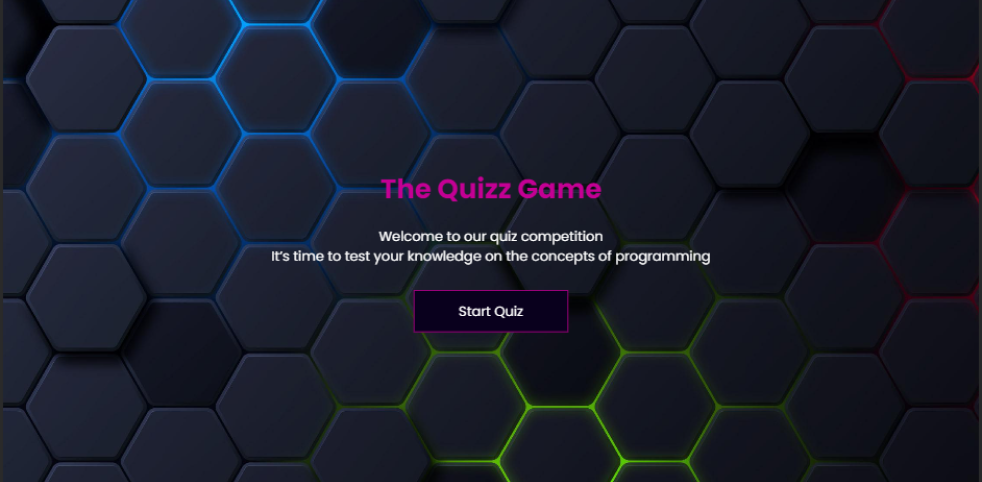 The Quizz Game
Welcome to our quiz competition
It's time to test your knowledge on the concepts of programming
Start Quiz